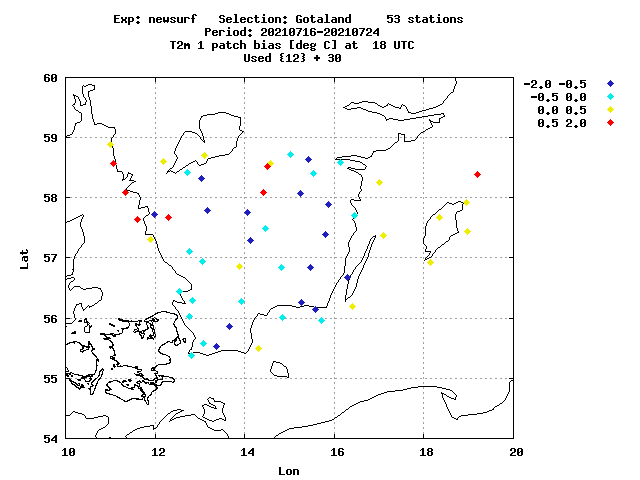 Exp: newsurf   Selection: Gotaland     53 stations
Period: 20210716-20210724
T2m 1 patch bias [deg C] at  18 UTC
Used {12} + 30
-2.0 -0.5
-0.5 0.0
0.0 0.5
0.5 2.0
60
59
58
57
56
55
54
Lat
10 12 14 16 18 20
Lon